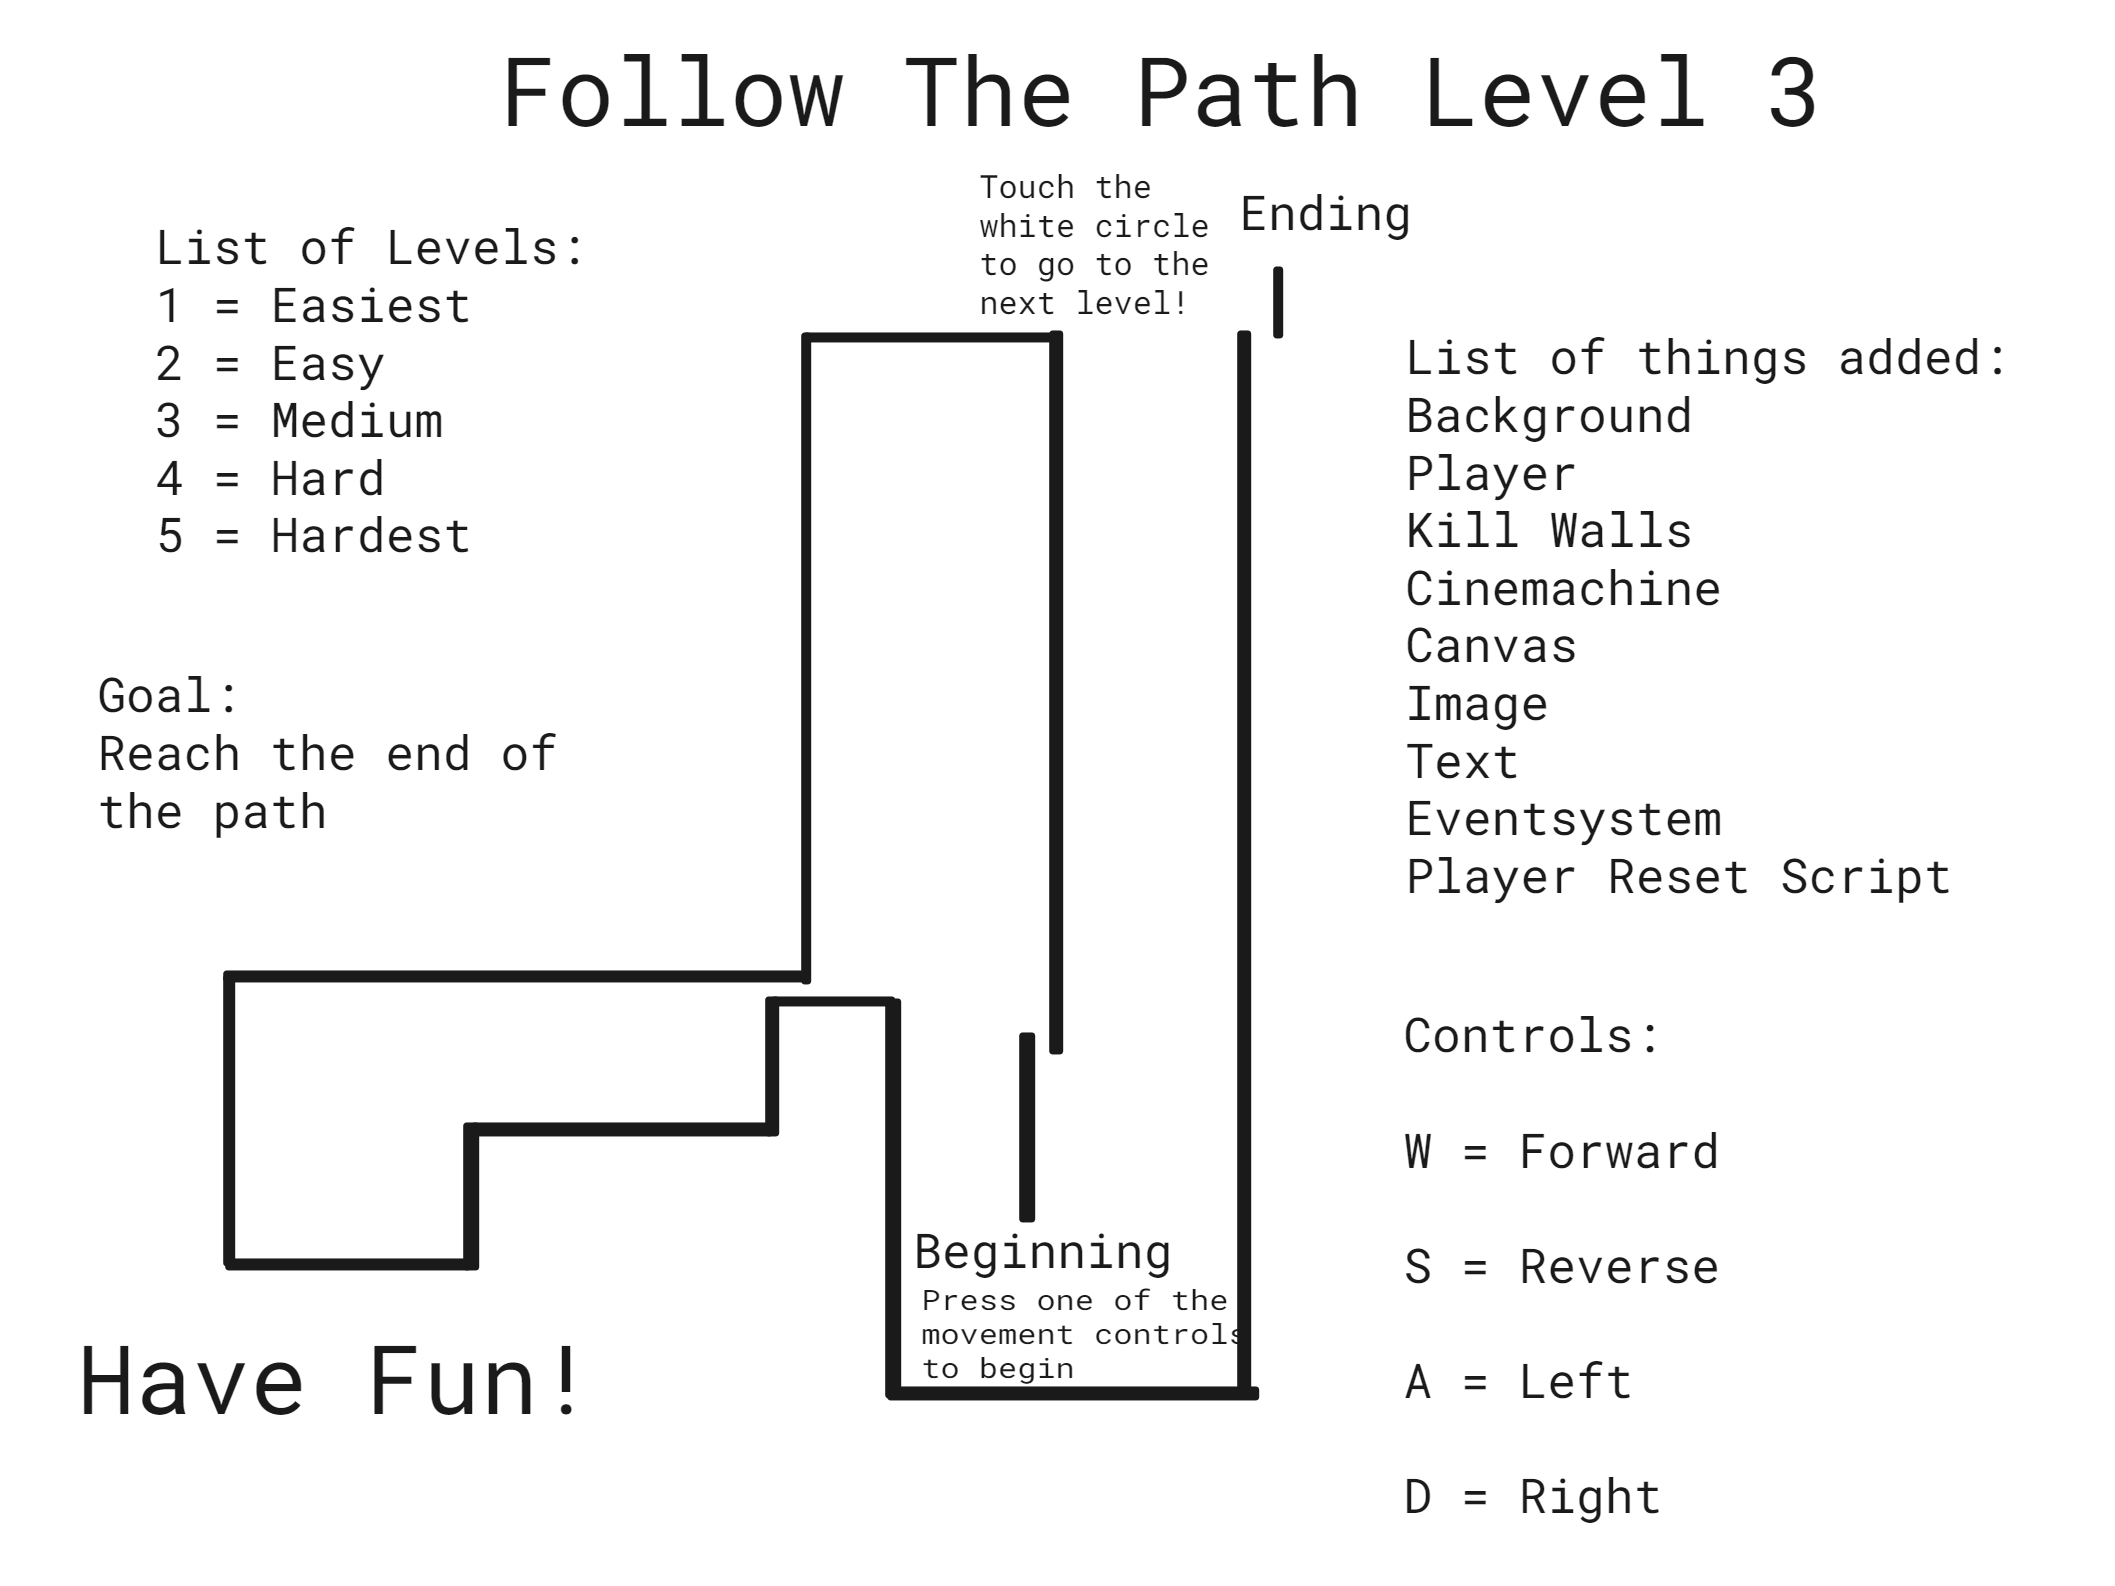 Follow The Path Level 3
Touch the
white circle
to go to the
next level!
Ending
List of Levels:
1 = Easiest
2 = Easy
3 = Medium
4 = Hard
5 = Hardest
List of things added:
Background
Player
Kill Walls
Cinemachine
Canvas
Image
Text
Eventsystem
Player Reset Script
Goal:
Reach the end of
the path
Controls:
W = Forward
S = Reverse
A = Left
D = Right
Beginning
Press one of the
movement controls
to begin
Have Fun!